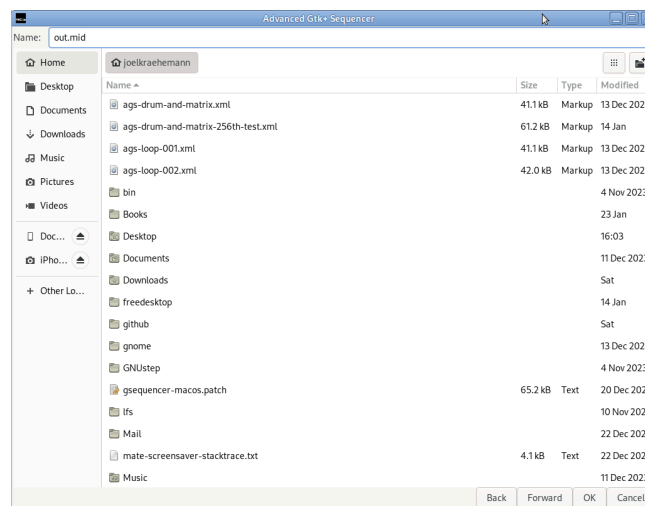 Advanced Gtk+ Sequencer
Name: out.mid
Home
Desktop
Documents
Downloads
Music
Pictures
Videos
Doc...
iPho...
+ Other Lo...
joelkraehemann
Name Size Type Modified
ags-drum-and-matrix.xml 41.1 kB Markup 13 Dec 202
ags-drum-and-matrix-256th-test.xml 61.2 kB Markup 14 Jan
ags-loop-001.xml 41.1 kB Markup 13 Dec 202
ags-loop-002.xml 42.0 kB Markup 13 Dec 202
bin 4 Nov 2023
Books 23 Jan
Desktop 16:03
Documents 11 Dec 202
Downloads Sat
freedesktop 14 Jan
github Sat
gnome 13 Dec 202
GNUstep 4 Nov 2023
gsequencer-macos.patch 65.2 kB Text 20 Dec 202
lfs 10 Nov 202
Mail 22 Dec 202
mate-screensaver-stacktrace.txt 4.1 kB Text 22 Dec 202
Music 11 Dec 202
Back Forward OK Cancel